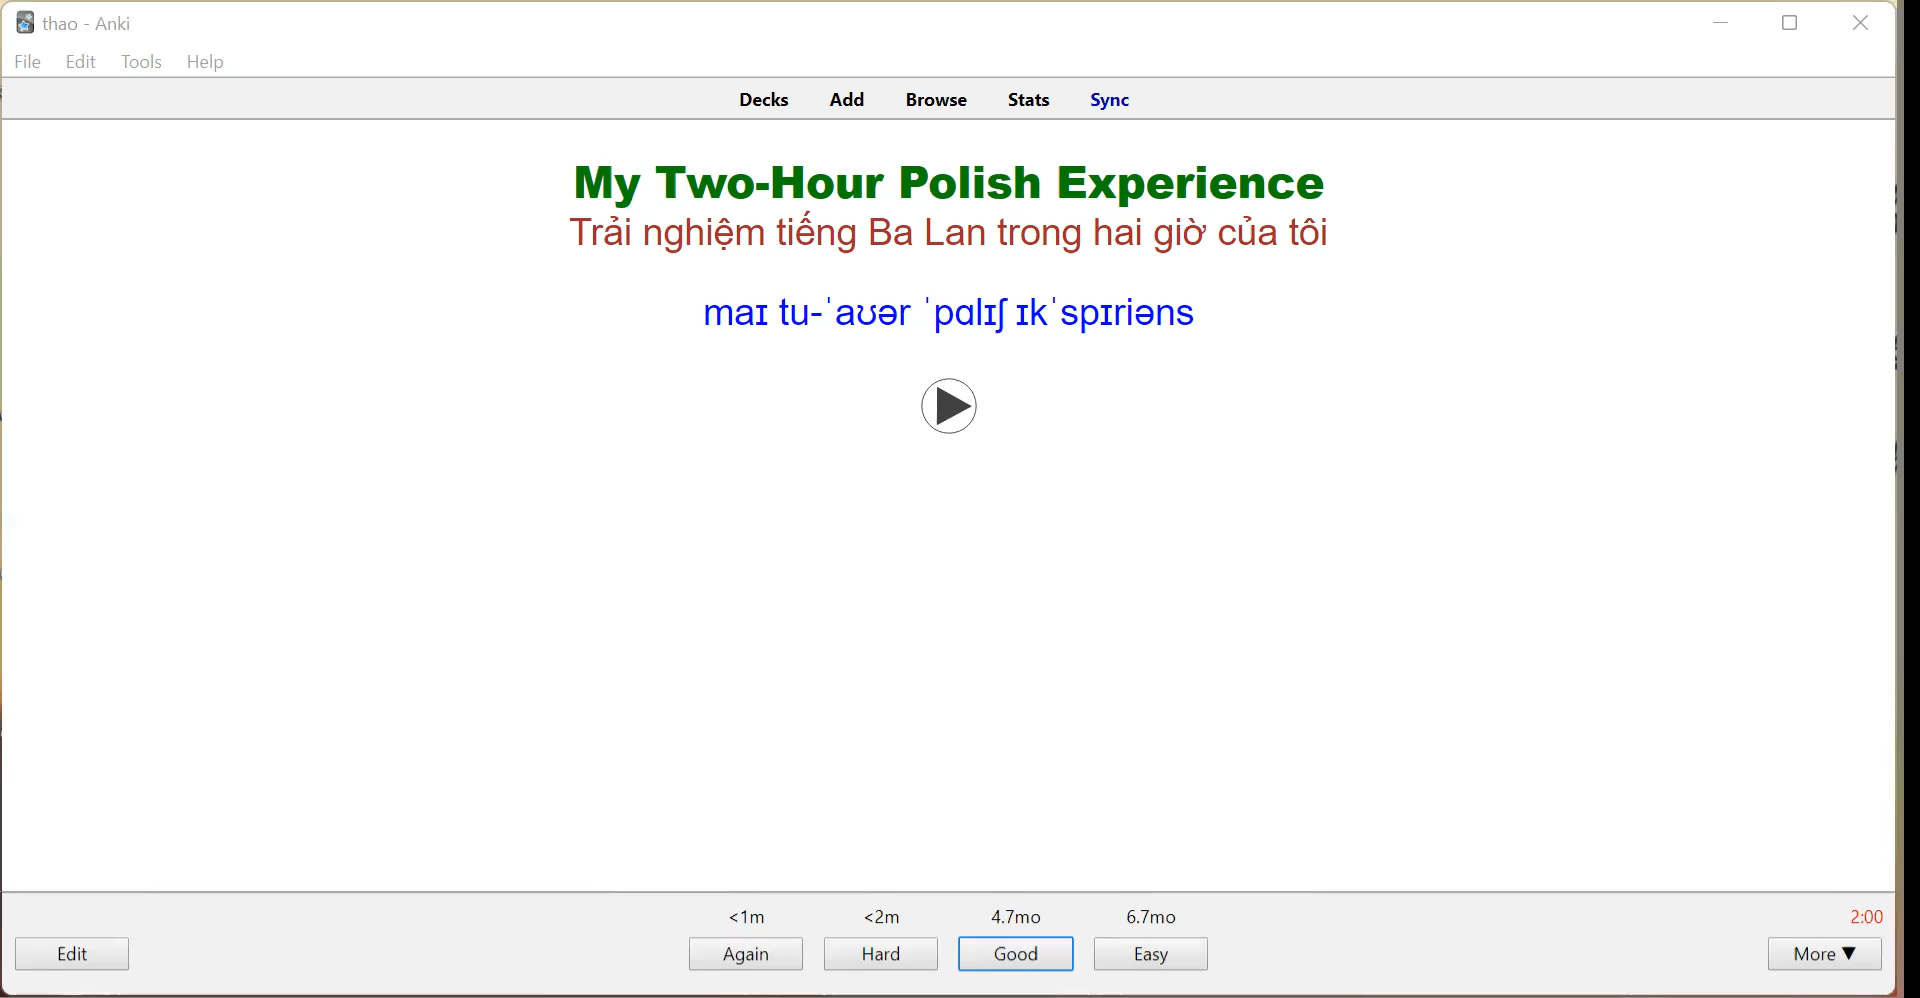 thao - Anki
File Edit Tools Help
Decks Add Browse Stats Sync
My Two-Hour Polish Experience
Trải nghiệm tiếng Ba Lan trong hai giờ của tôi
maɪ tu-ˈaʊər ˈpɑlɪʃ ɪkˈspɪriəns
<1m <2m 4.7mo 6.7mo 2:00
Edit Again Hard Good Easy More ▼